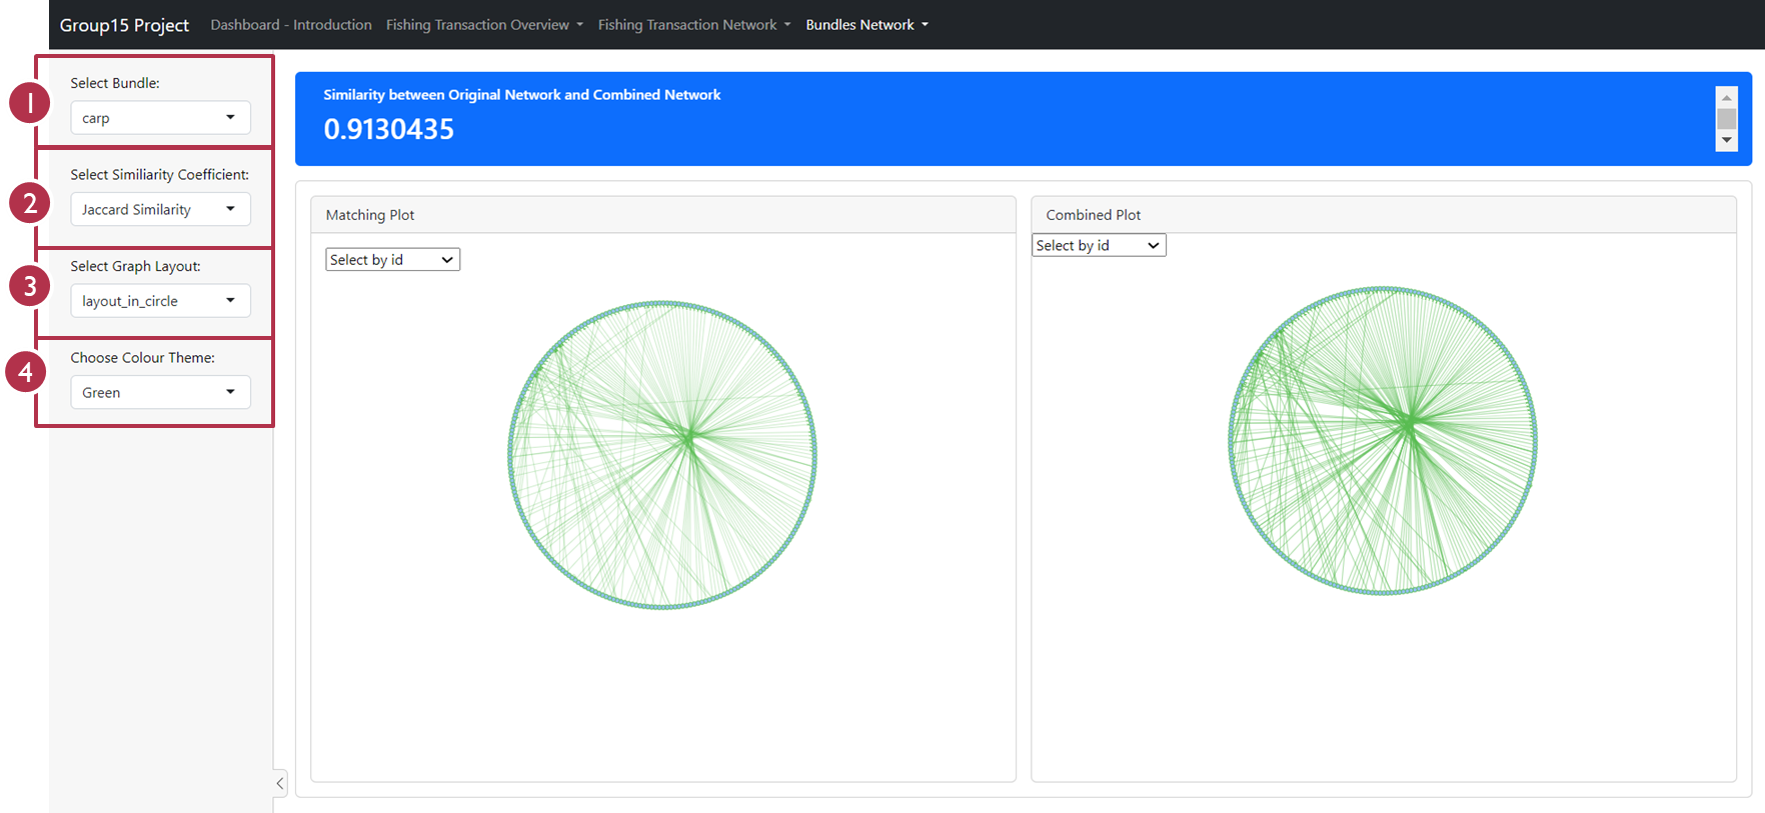 Group15 Project Dashboard - Introduction Fishing Transaction Overview Fishing Transaction Network Bundles Network
1
Select Bundle:
carp
2
Select Similiarity Coefficient:
Jaccard Similarity
3
Select Graph Layout:
layout_in_circle
4
Choose Colour Theme:
Green
Similarity between Original Network and Combined Network
0.9130435
Matching Plot
Select by id
Combined Plot
Select by id